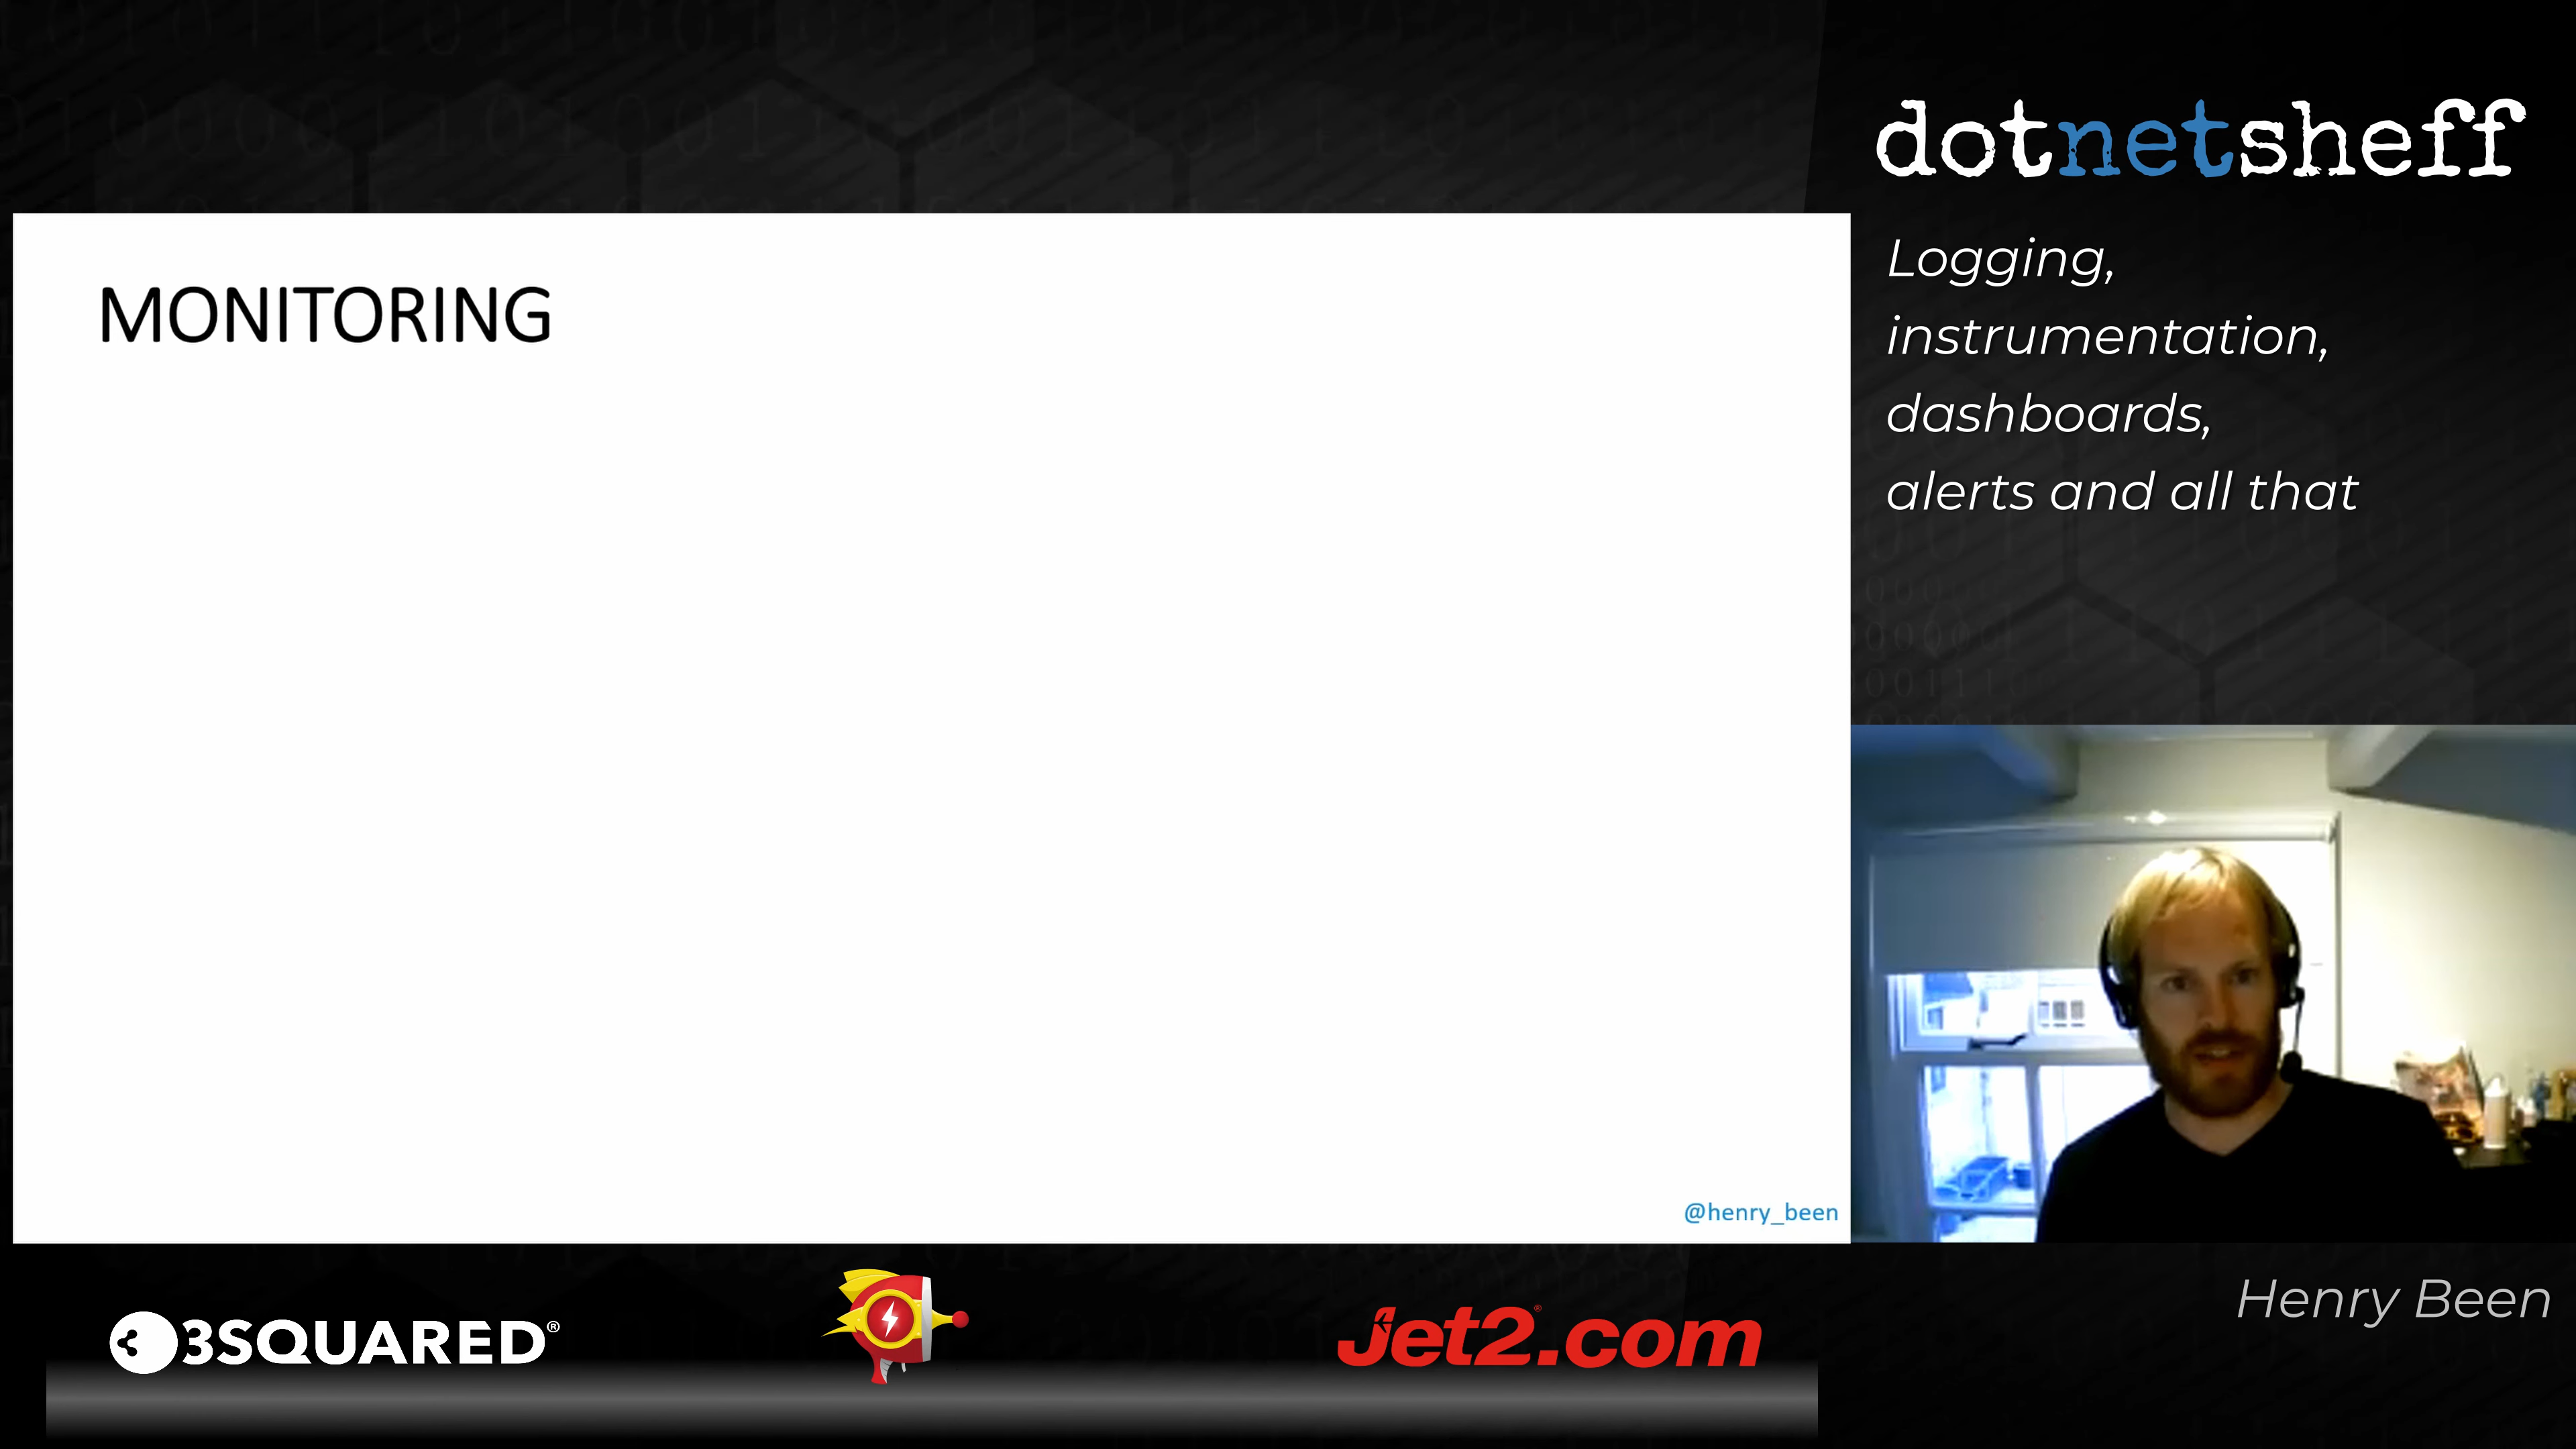 dotnetsheff
Logging,
instrumentation,
dashboards,
alerts and all that
MONITORING
@henry_been
Henry Been
3SQUARED®
Jet2.com®